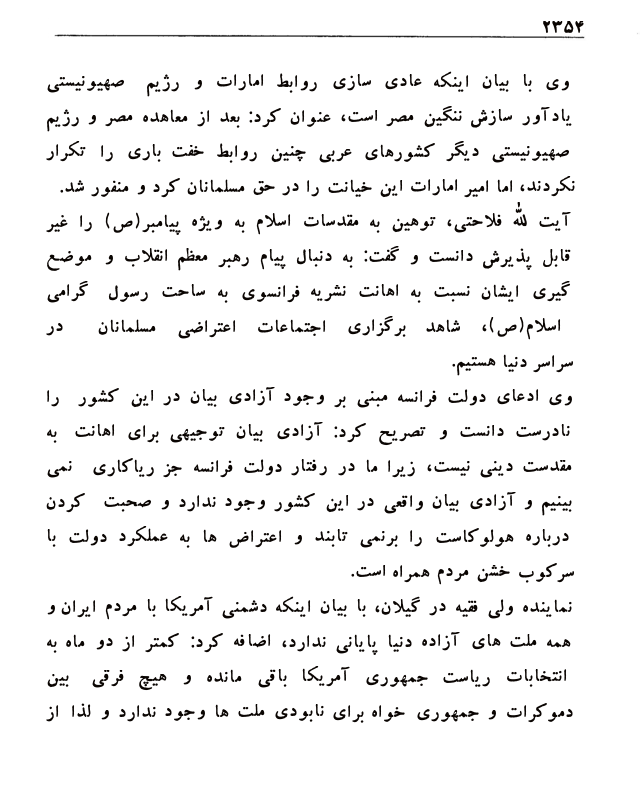 ۲۳۵۴
وی با بیان اینکه عادی سازی روابط امارات و رژیم صهیونیستی
یادآور سازش ننگین مصر است، عنوان کرد: بعد از معاهده مصر و رژیم
صهیونیستی دیگر کشورهای عربی چنین روابط خفت باری را تکرار
نکردند، اما امیر امارات این خیانت را در حق مسلمانان کرد و منفور شد.
آیت لله فلاحتی، توهین به مقدسات اسلام به ویژه پیامبر(ص) را غیر
قابل پذیرش دانست و گفت: به دنبال پیام رهبر معظم انقلاب و موضع
گیری ایشان نسبت به اهانت نشریه فرانسوی به ساحت رسول گرامی
اسلام(ص)، شاهد برگزاری اجتماعات اعتراضی مسلمانان در
سراسر دنیا هستیم.
وی ادعای دولت فرانسه مبنی بر وجود آزادی بیان در این کشور را
نادرست دانست و تصریح کرد: آزادی بیان توجیهی برای اهانت به
مقدست دینی نیست، زیرا ما در رفتار دولت فرانسه جز ریاکاری نمی
بینیم و آزادی بیان واقعی در این کشور وجود ندارد و صحبت کردن
درباره هولوکاست را برنمی تابند و اعتراض ها به عملکرد دولت با
سرکوب خشن مردم همراه است.
نماینده ولی فقیه در گیلان، با بیان اینکه دشمنی آمریکا با مردم ایران و
همه ملت های آزاده دنیا پایانی ندارد، اضافه کرد: کمتر از دو ماه به
انتخابات ریاست جمهوری آمریکا باقی مانده و هیچ فرقی بین
دموکرات و جمهوری خواه برای نابودی ملت ها وجود ندارد و لذا از